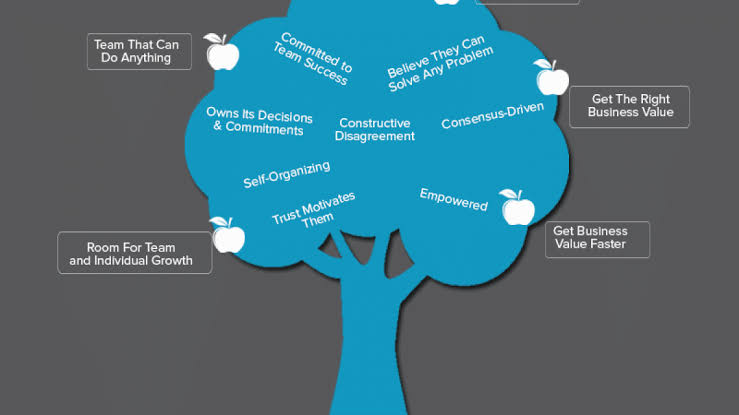 Team That Can
Do Anything
Committed to
Team Success
Believe They Can
Solve Any Problem
Get The Right
Business Value
Owns Its Decisions
& Commitments
Constructive
Disagreement
Consensus-Driven
Self-Organizing
Trust Motivates
Them
Empowered
Room For Team
and Individual Growth
Get Business
Value Faster